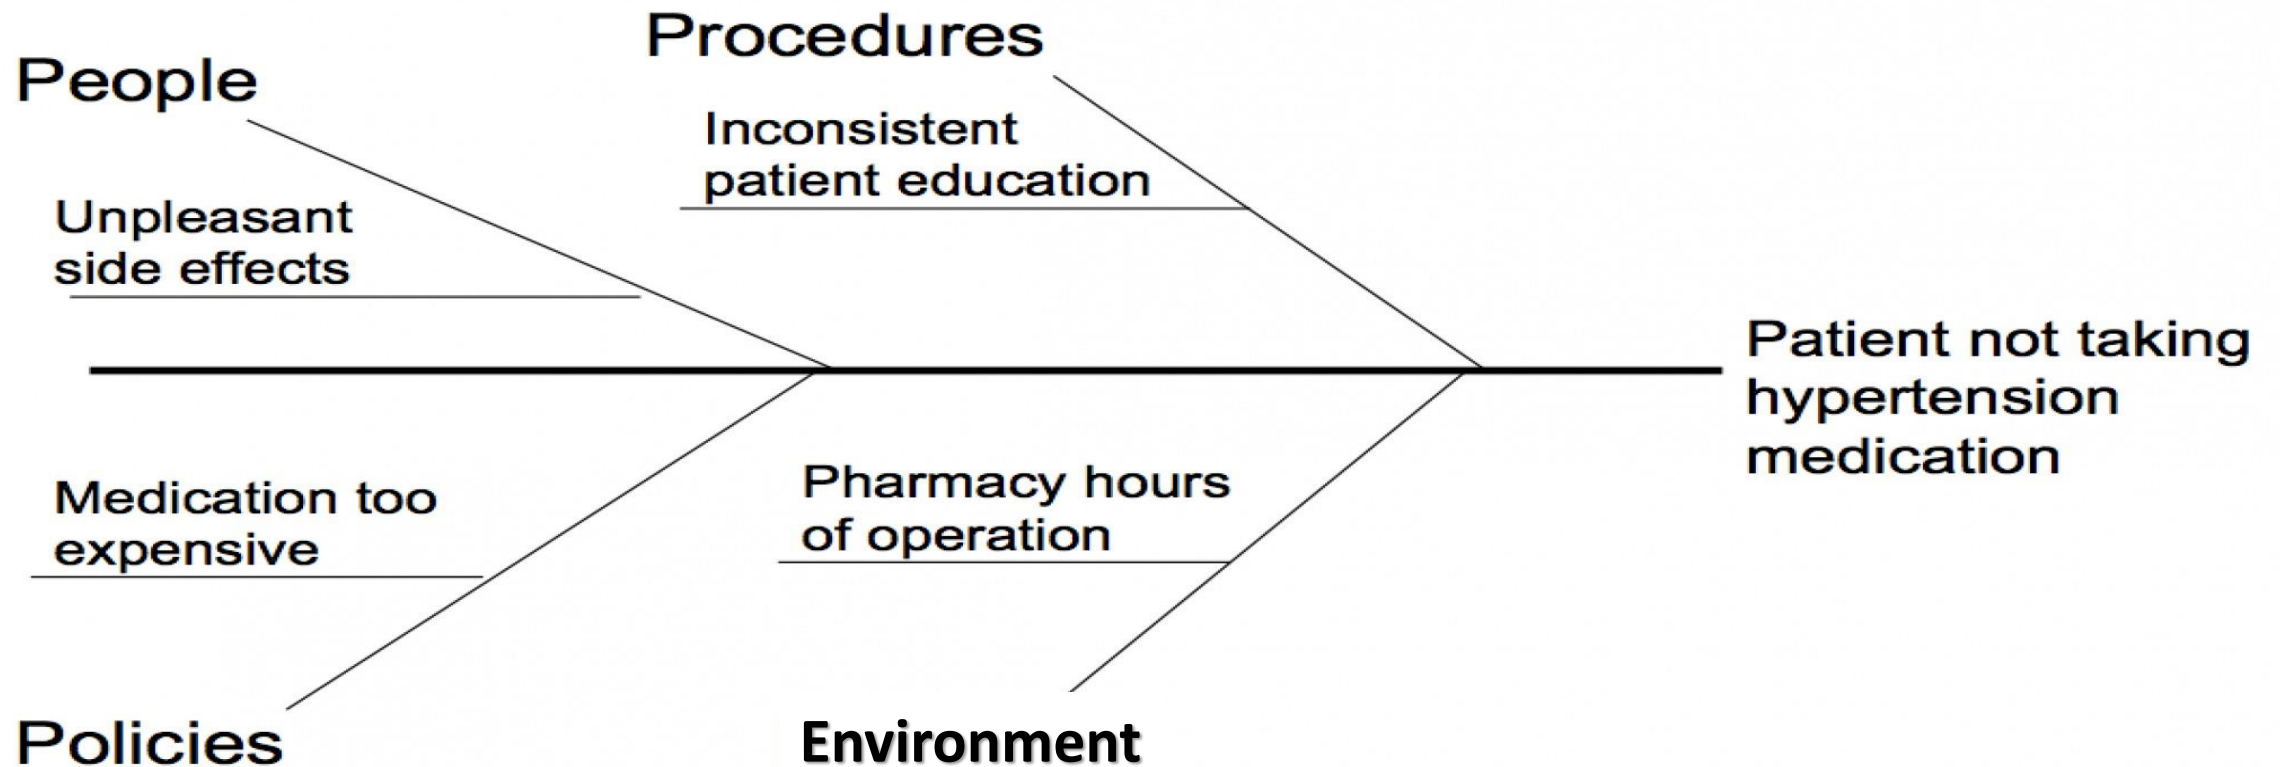 Procedures
People
Inconsistent
patient education
Unpleasant
side effects
Patient not taking
hypertension
medication
Medication too
expensive
Pharmacy hours
of operation
Policies
Environment